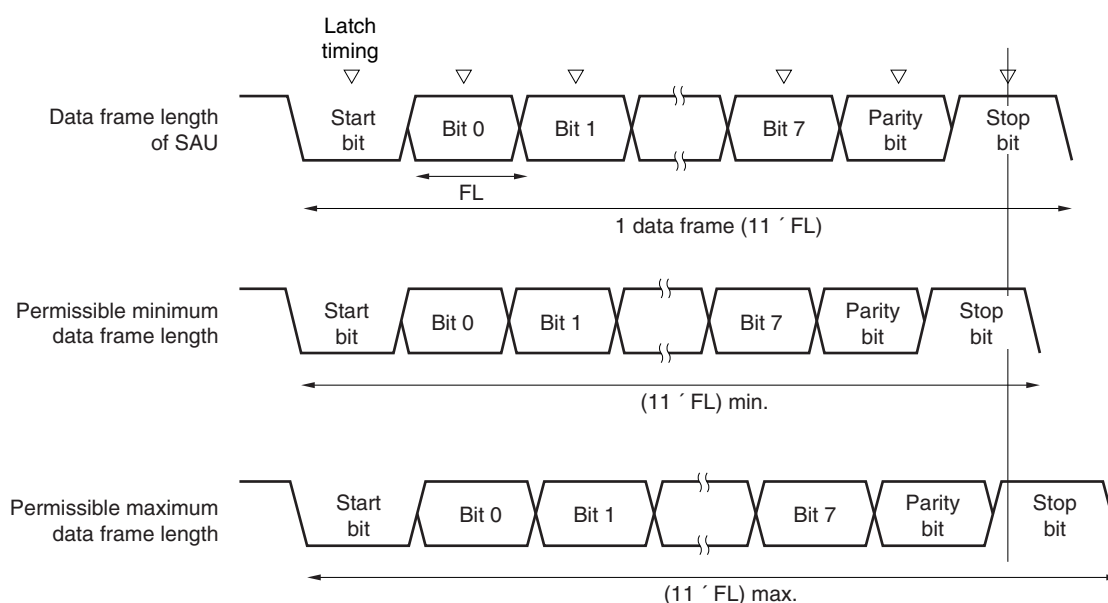 Latch
timing
Data frame length
of SAU
Start
bit
Bit 0
Bit 1
Bit 7
Parity
bit
Stop
bit
FL
1 data frame (11 ´ FL)
Permissible minimum
data frame length
Start
bit
Bit 0
Bit 1
Bit 7
Parity
bit
Stop
bit
(11 ´ FL) min.
Permissible maximum
data frame length
Start
bit
Bit 0
Bit 1
Bit 7
Parity
bit
Stop
bit
(11 ´ FL) max.